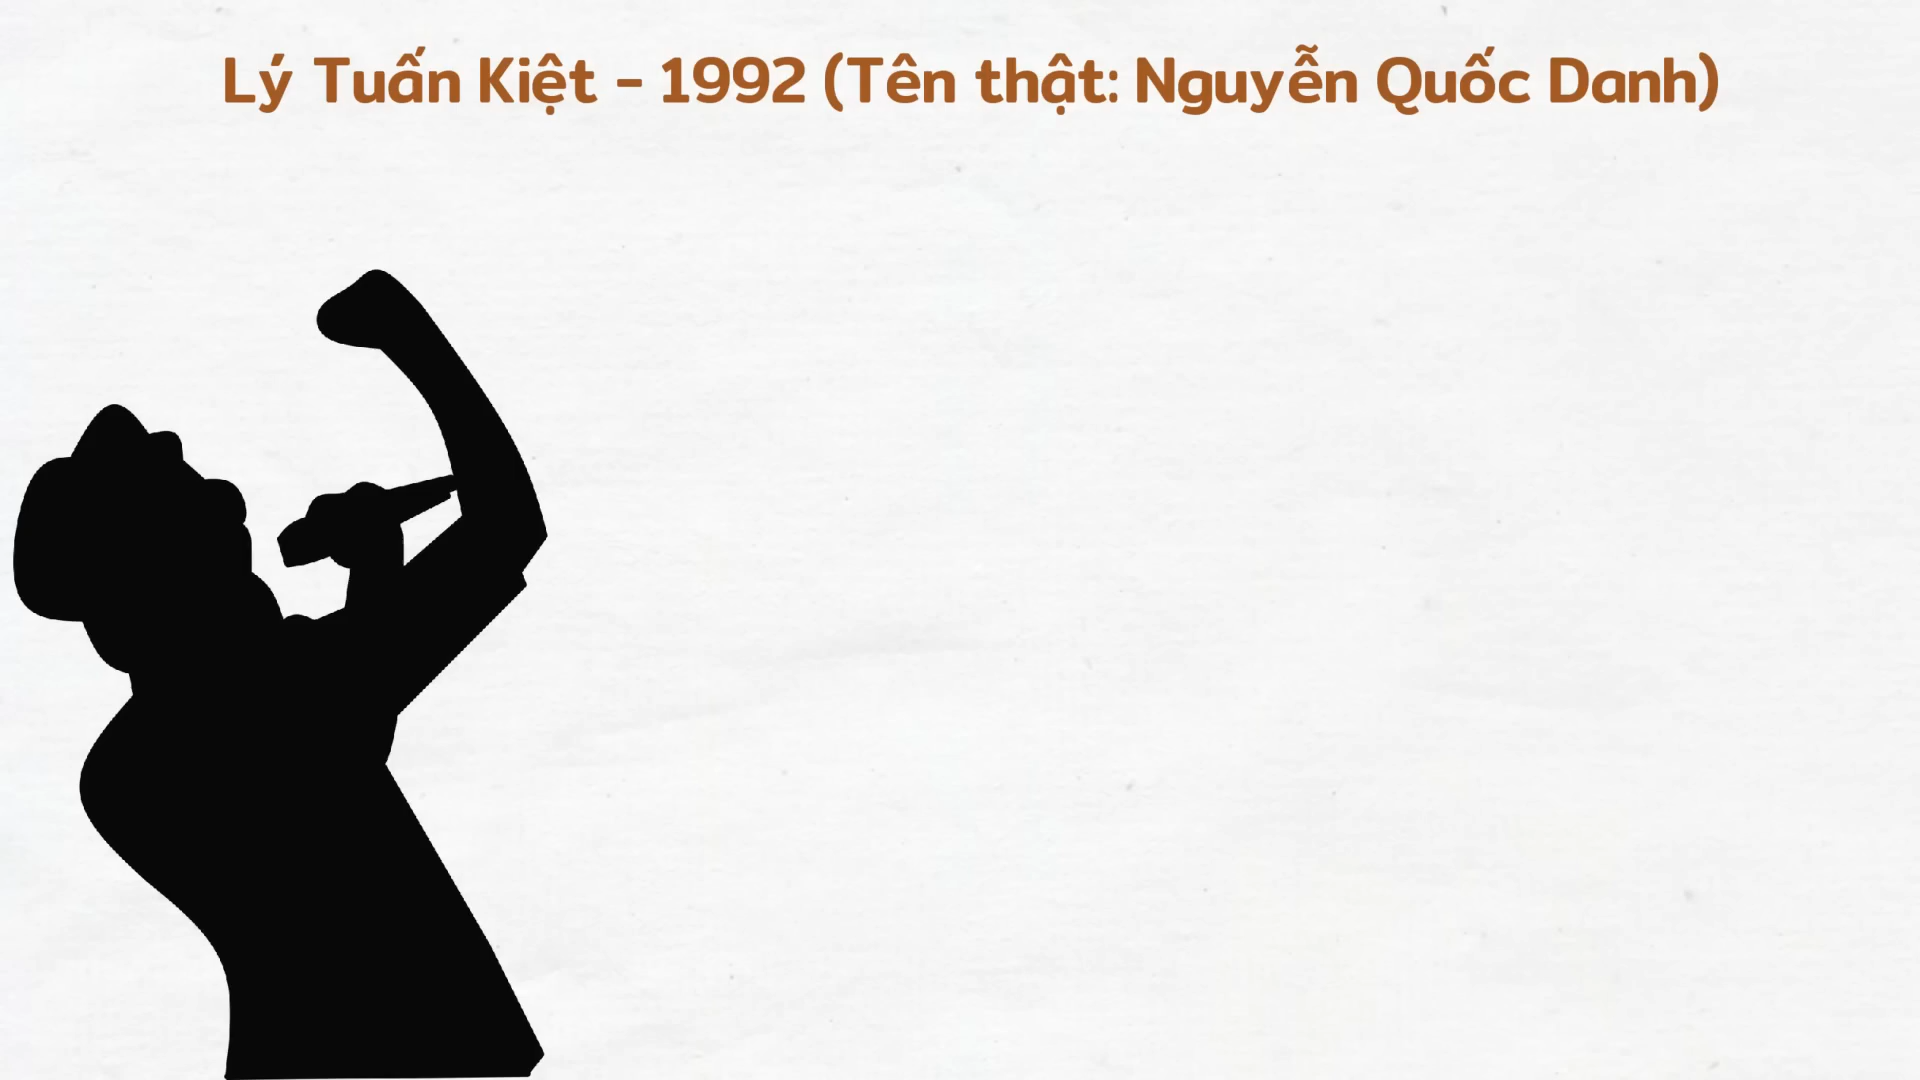 Lý Tuấn Kiệt - 1992 (Tên thật: Nguyễn Quốc Danh)